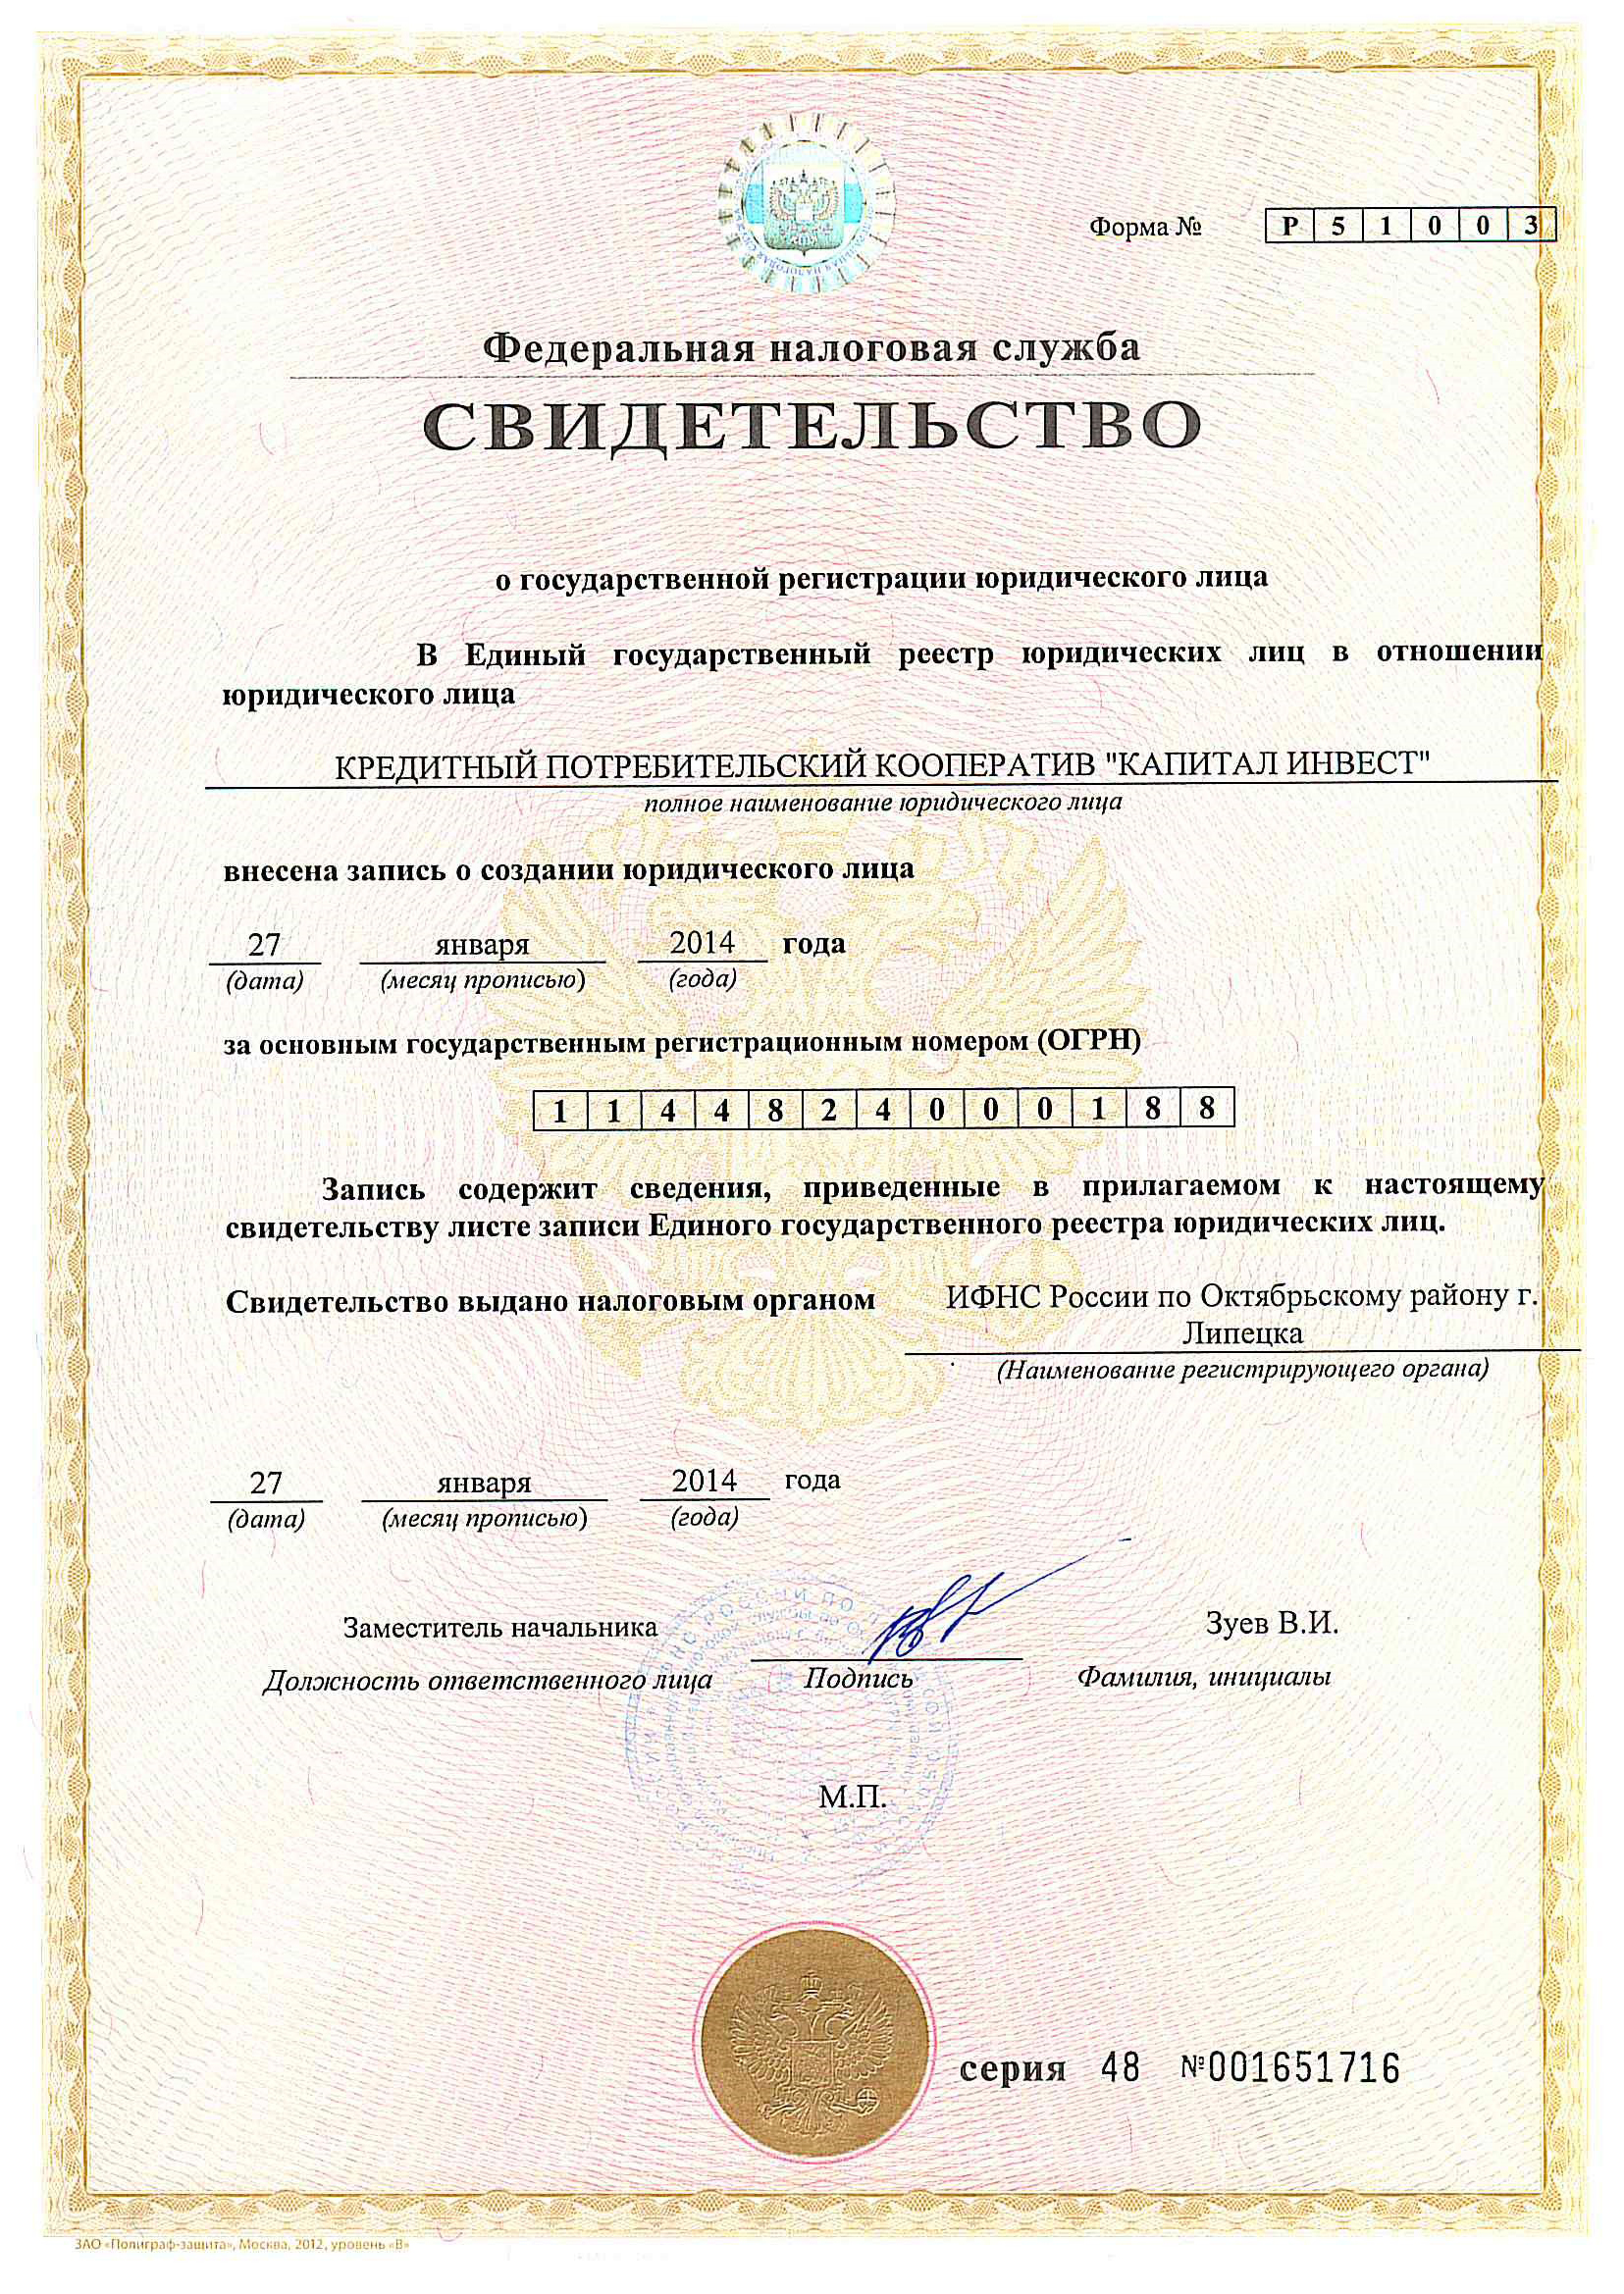 Форма № Р 5 1 0 0 3
Федеральная налоговая служба
СВИДЕТЕЛЬСТВО
о государственной регистрации юридического лица
В Единый государственный реестр юридических лиц в отношении
юридического лица
КРЕДИТНЫЙ ПОТРЕБИТЕЛЬСКИЙ КООПЕРАТИВ "КАПИТАЛ ИНВЕСТ"
полное наименование юридического лица
внесена запись о создании юридического лица
27 января 2014 года
(дата) (месяц прописью) (года)
за основным государственным регистрационным номером (ОГРН)
1 1 4 4 8 2 4 0 0 0 1 8 8
Запись содержит сведения, приведенные в прилагаемом к настоящему
свидетельству листе записи Единого государственного реестра юридических лиц.
Свидетельство выдано налоговым органом ИФНС России по Октябрьскому району г.
Липецка
(Наименование регистрирующего органа)
27 января 2014 года
(дата) (месяц прописью) (года)
Заместитель начальника Зуев В.И.
Должность ответственного лица Подпись Фамилия, инициалы
М.П.
серия 48 №001651716
ЗАО «Полиграф-защита», Москва, 2012, уровень «В»